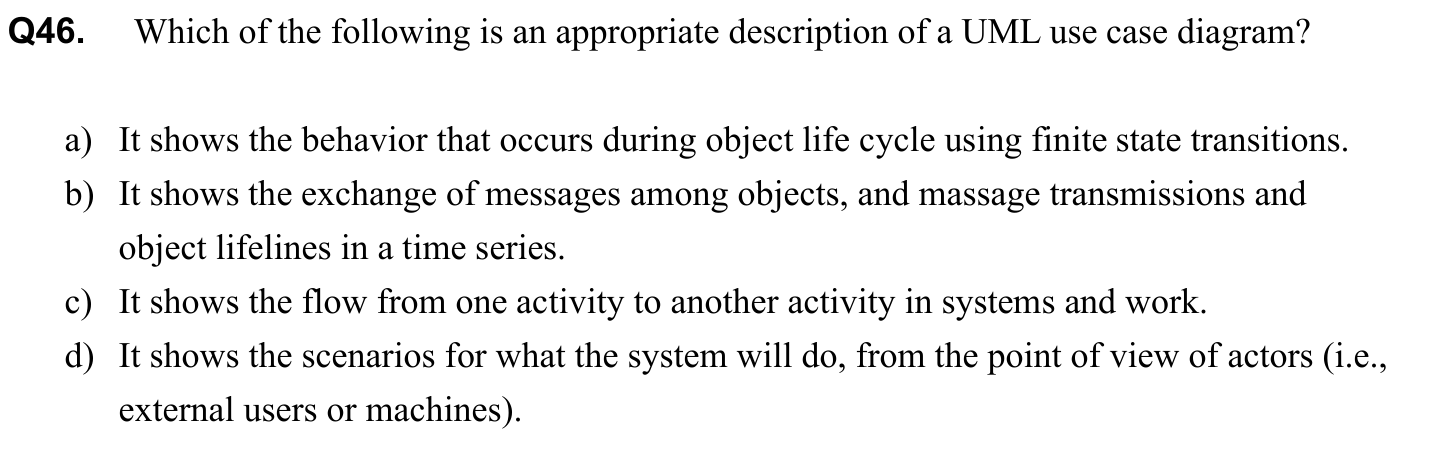 Q46. Which of the following is an appropriate description of a UML use case diagram?
a) It shows the behavior that occurs during object life cycle using finite state transitions.
b) It shows the exchange of messages among objects, and massage transmissions and
object lifelines in a time series.
c) It shows the flow from one activity to another activity in systems and work.
d) It shows the scenarios for what the system will do, from the point of view of actors (i.e.,
external users or machines).